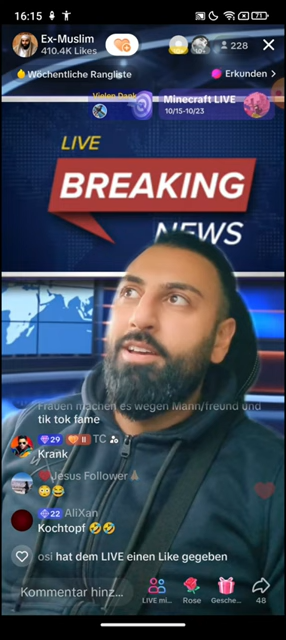 16:15
71
Ex-Muslim
410.4K Likes
228
Wöchentliche Rangliste
Erkunden >
Vielen Dank
Minecraft LIVE
10/15-10/23
LIVE
BREAKING
NEWS
Frauen machen es wegen Mann/freund und
tik tok fame
29 II TC
Krank
Jesus Follower
22 AliXan
Kochtopf 🤣🤣
osi hat dem LIVE einen Like gegeben
Kommentar hinz...
LIVE mi...
Rose
Gesche...
48